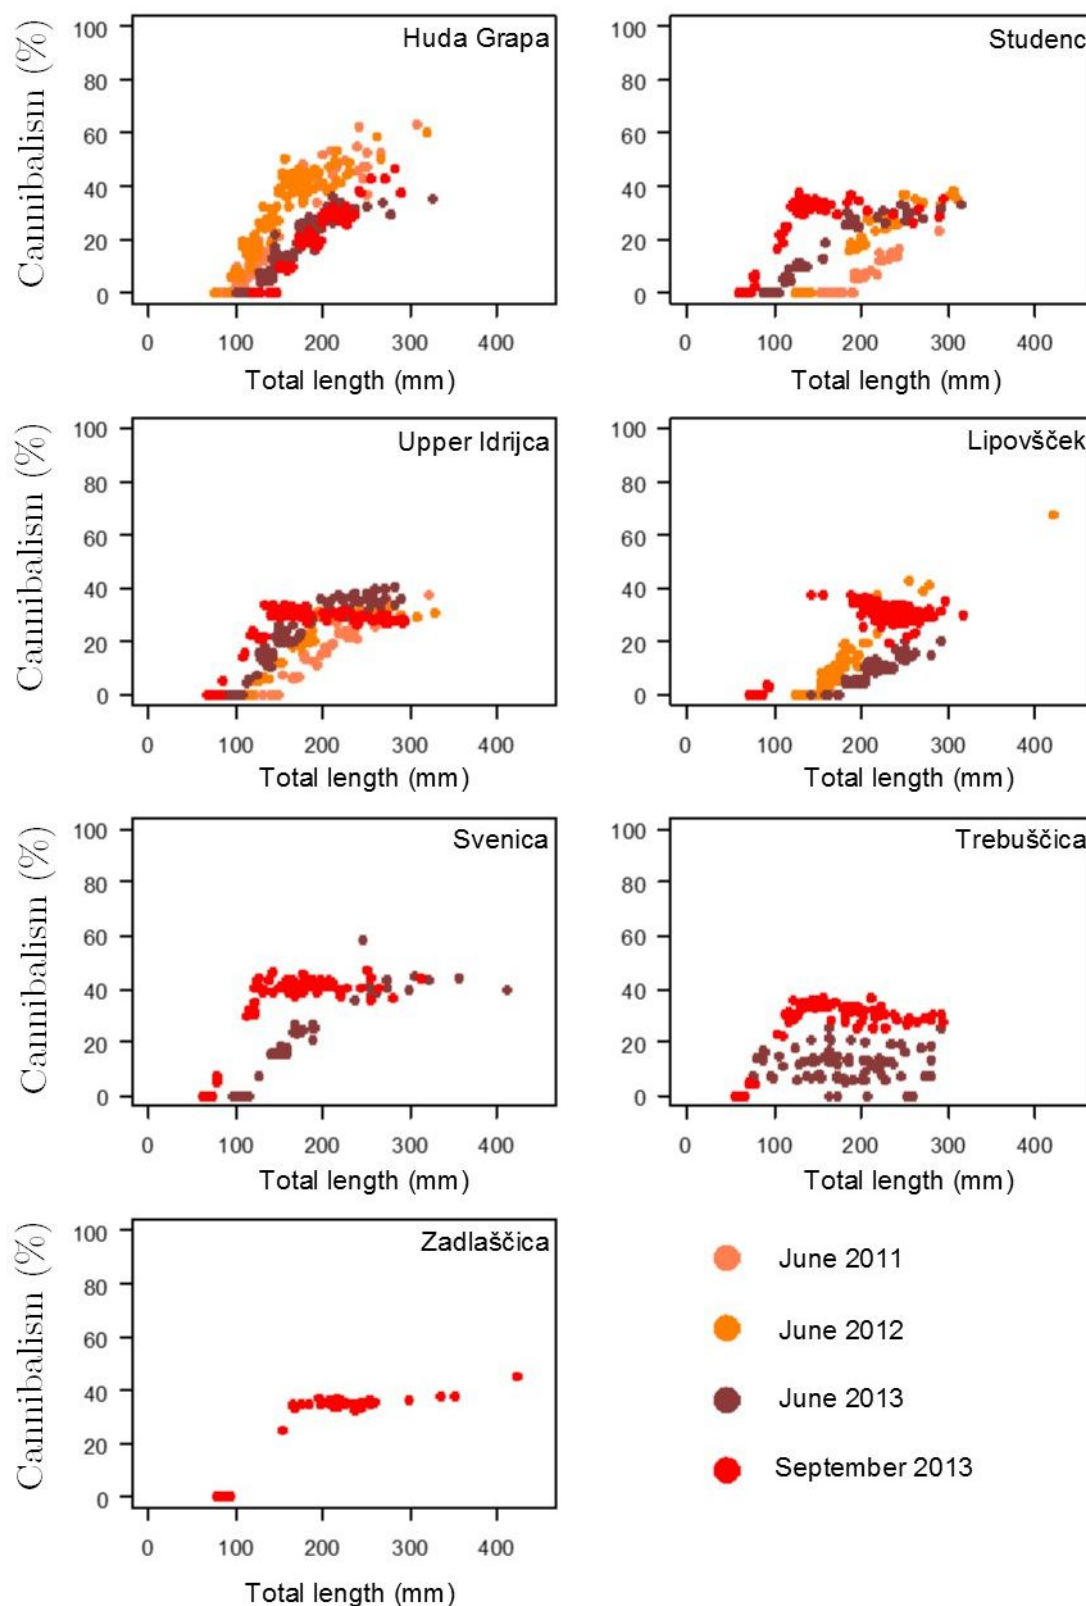 Huda Grapa
Cannibalism (%)
100
80
60
40
20
0
0 100 200 300 400
Total length (mm)
Studenc
100
80
60
40
20
0
0 100 200 300 400
Total length (mm)
Upper Idrijca
Cannibalism (%)
100
80
60
40
20
0
0 100 200 300 400
Total length (mm)
Lipovšček
100
80
60
40
20
0
0 100 200 300 400
Total length (mm)
Svenica
Cannibalism (%)
100
80
60
40
20
0
0 100 200 300 400
Total length (mm)
Trebuščica
100
80
60
40
20
0
0 100 200 300 400
Total length (mm)
Zadlaščica
Cannibalism (%)
100
80
60
40
20
0
0 100 200 300 400
Total length (mm)
June 2011
June 2012
June 2013
September 2013